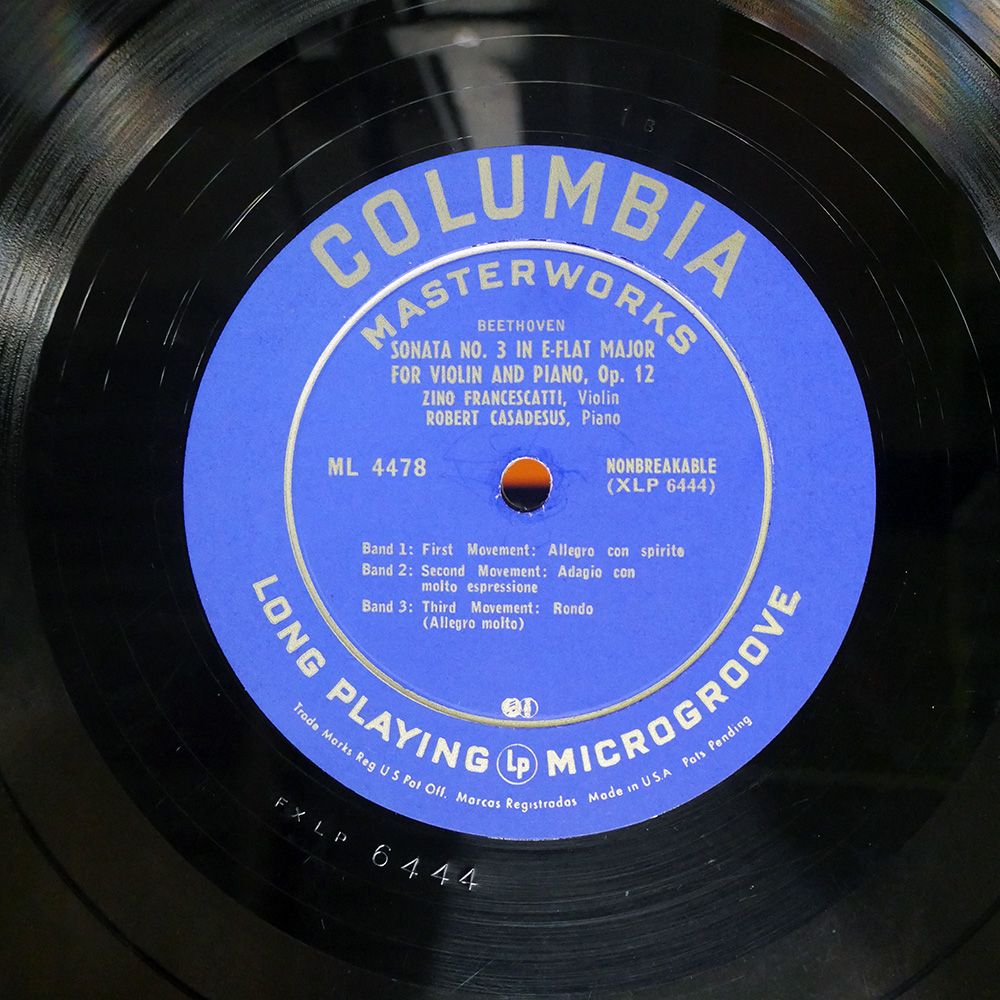 1B
COLUMBIA
MASTERWORKS
BEETHOVEN
SONATA NO. 3 IN E-FLAT MAJOR
FOR VIOLIN AND PIANO, Op. 12
ZINO FRANCESCATTI, Violin
ROBERT CASADESUS, Piano
ML 4478
NONBREAKABLE
(XLP 6444)
Band 1: First Movement: Allegro con spirito
Band 2: Second Movement: Adagio con
molto espressione
Band 3: Third Movement: Rondo
(Allegro molto)
LONG PLAYING Lp MICROGROOVE
Trade Marks Reg U S Pat Off. Marcas Registradas Made in U.S.A Pats Pending
FXLP 6444